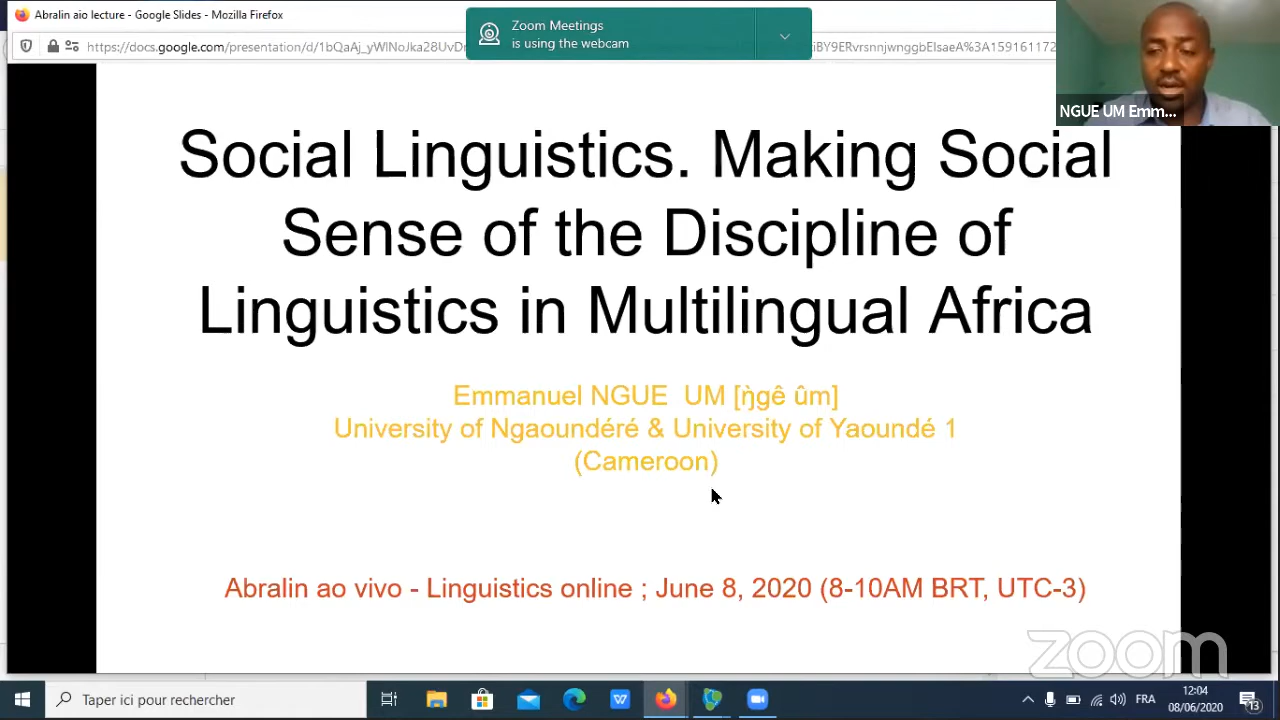 Abralin aio lecture - Google Slides - Mozilla Firefox
Zoom Meetings
is using the webcam
NGUE UM Emm...
Social Linguistics. Making Social
Sense of the Discipline of
Linguistics in Multilingual Africa
Emmanuel NGUE UM [ŋ̀gê ûm]
University of Ngaoundéré & University of Yaoundé 1
(Cameroon)
Abralin ao vivo - Linguistics online ; June 8, 2020 (8-10AM BRT, UTC-3)
zoom
Taper ici pour rechercher
FRA
12:04
08/06/2020
13